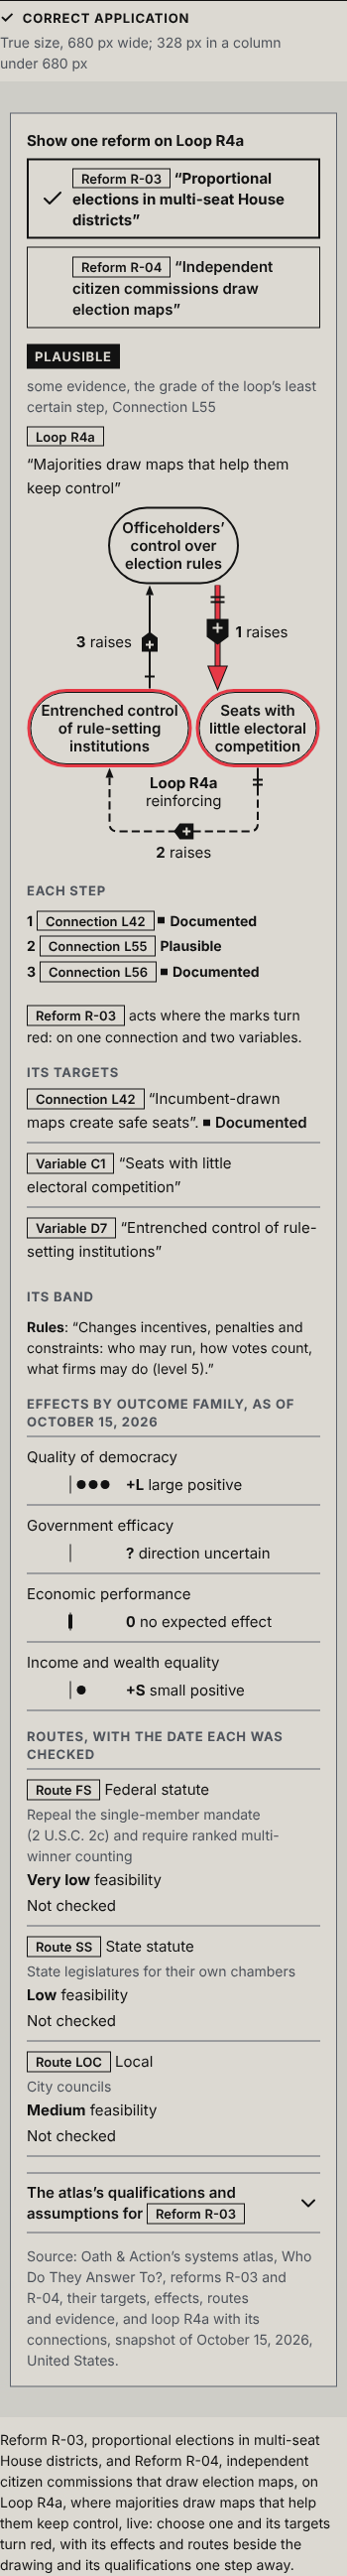 ✓ CORRECT APPLICATION
True size, 680 px wide; 328 px in a column
under 680 px
Show one reform on Loop R4a
Reform R-03 “Proportional
elections in multi-seat House
districts”
Reform R-04 “Independent
citizen commissions draw
election maps”
PLAUSIBLE
some evidence, the grade of the loop’s least
certain step, Connection L55
Loop R4a
“Majorities draw maps that help them
keep control”
Officeholders’
control over
election rules
3 raises
1 raises
Entrenched control
of rule-setting
institutions
Seats with
little electoral
competition
Loop R4a
reinforcing
2 raises
EACH STEP
1 Connection L42 ■ Documented
2 Connection L55 Plausible
3 Connection L56 ■ Documented
Reform R-03 acts where the marks turn
red: on one connection and two variables.
ITS TARGETS
Connection L42 “Incumbent-drawn
maps create safe seats”. ■ Documented
Variable C1 “Seats with little
electoral competition”
Variable D7 “Entrenched control of rule-
setting institutions”
ITS BAND
Rules: “Changes incentives, penalties and
constraints: who may run, how votes count,
what firms may do (level 5).”
EFFECTS BY OUTCOME FAMILY, AS OF
OCTOBER 15, 2026
Quality of democracy
+L large positive
Government efficacy
? direction uncertain
Economic performance
0 no expected effect
Income and wealth equality
+S small positive
ROUTES, WITH THE DATE EACH WAS
CHECKED
Route FS Federal statute
Repeal the single-member mandate
(2 U.S.C. 2c) and require ranked multi-
winner counting
Very low feasibility
Not checked
Route SS State statute
State legislatures for their own chambers
Low feasibility
Not checked
Route LOC Local
City councils
Medium feasibility
Not checked
The atlas’s qualifications and
assumptions for Reform R-03
Source: Oath & Action’s systems atlas, Who
Do They Answer To?, reforms R-03 and
R-04, their targets, effects, routes
and evidence, and loop R4a with its
connections, snapshot of October 15, 2026,
United States.
Reform R-03, proportional elections in multi-seat
House districts, and Reform R-04, independent
citizen commissions that draw election maps, on
Loop R4a, where majorities draw maps that help
them keep control, live: choose one and its targets
turn red, with its effects and routes beside the
drawing and its qualifications one step away.